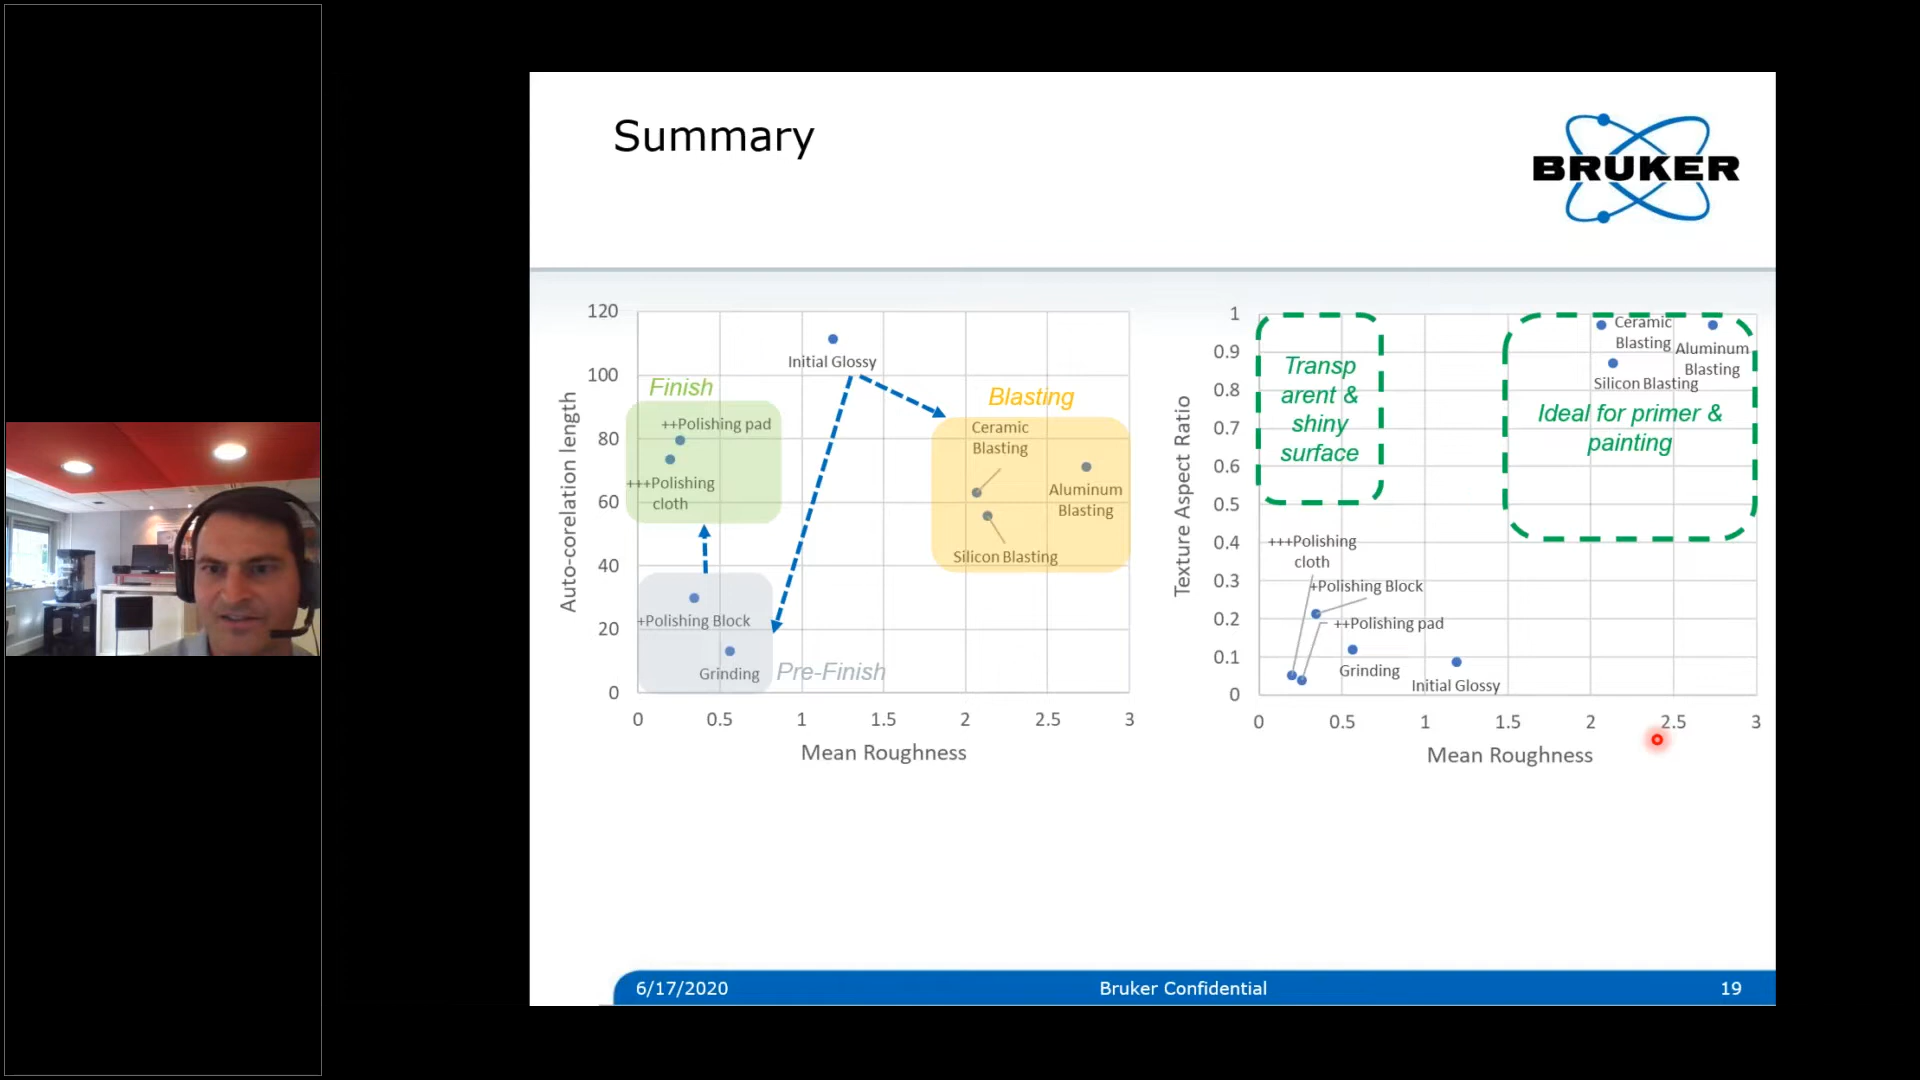 Summary
BRUKER
120
100
80
60
40
20
0
Auto-corelation length
Initial Glossy
Finish
++Polishing pad
+++Polishing
cloth
Blasting
Ceramic
Blasting
Aluminum
Blasting
Silicon Blasting
+Polishing Block
Grinding
Pre-Finish
0 0.5 1 1.5 2 2.5 3
Mean Roughness
1
0.9
0.8
0.7
0.6
0.5
0.4
0.3
0.2
0.1
0
Texture Aspect Ratio
Transp
arent &
shiny
surface
Ceramic
Blasting
Aluminum
Blasting
Silicon Blasting
Ideal for primer &
painting
+++Polishing
cloth
+Polishing Block
++Polishing pad
Grinding
Initial Glossy
0 0.5 1 1.5 2 2.5 3
Mean Roughness
6/17/2020
Bruker Confidential
19